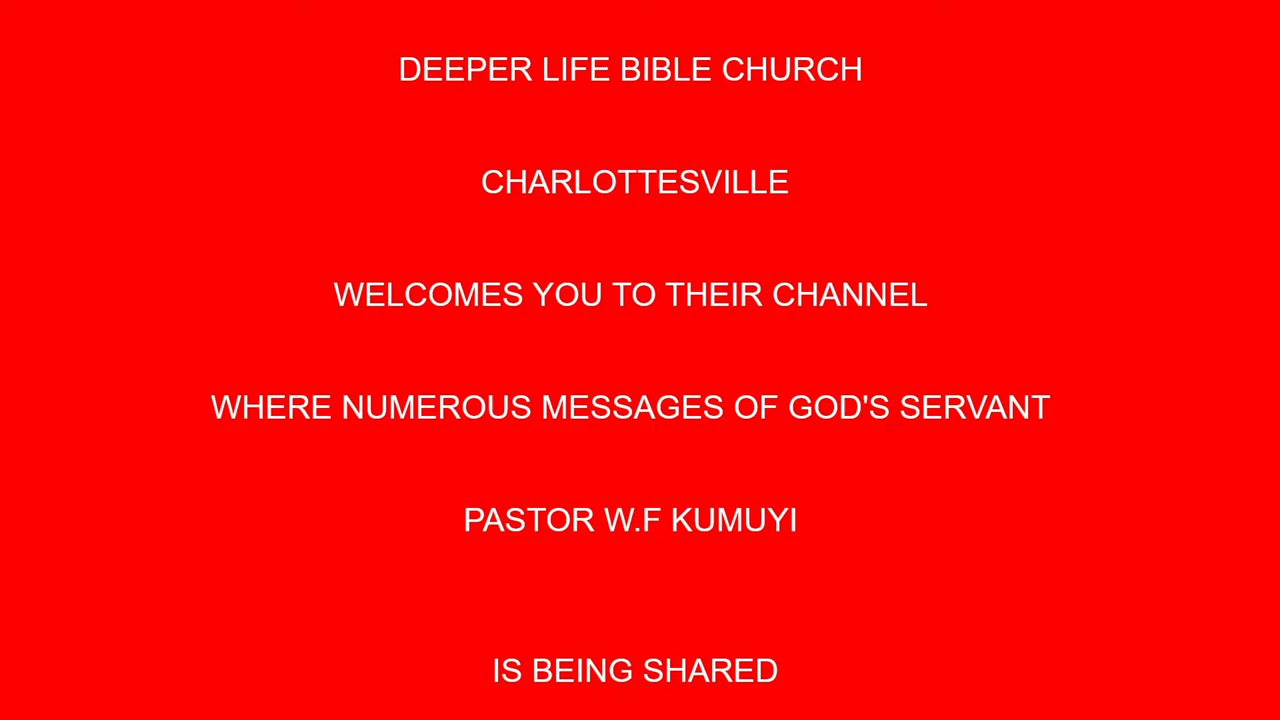 DEEPER LIFE BIBLE CHURCH
CHARLOTTESVILLE
WELCOMES YOU TO THEIR CHANNEL
WHERE NUMEROUS MESSAGES OF GOD'S SERVANT
PASTOR W.F KUMUYI
IS BEING SHARED